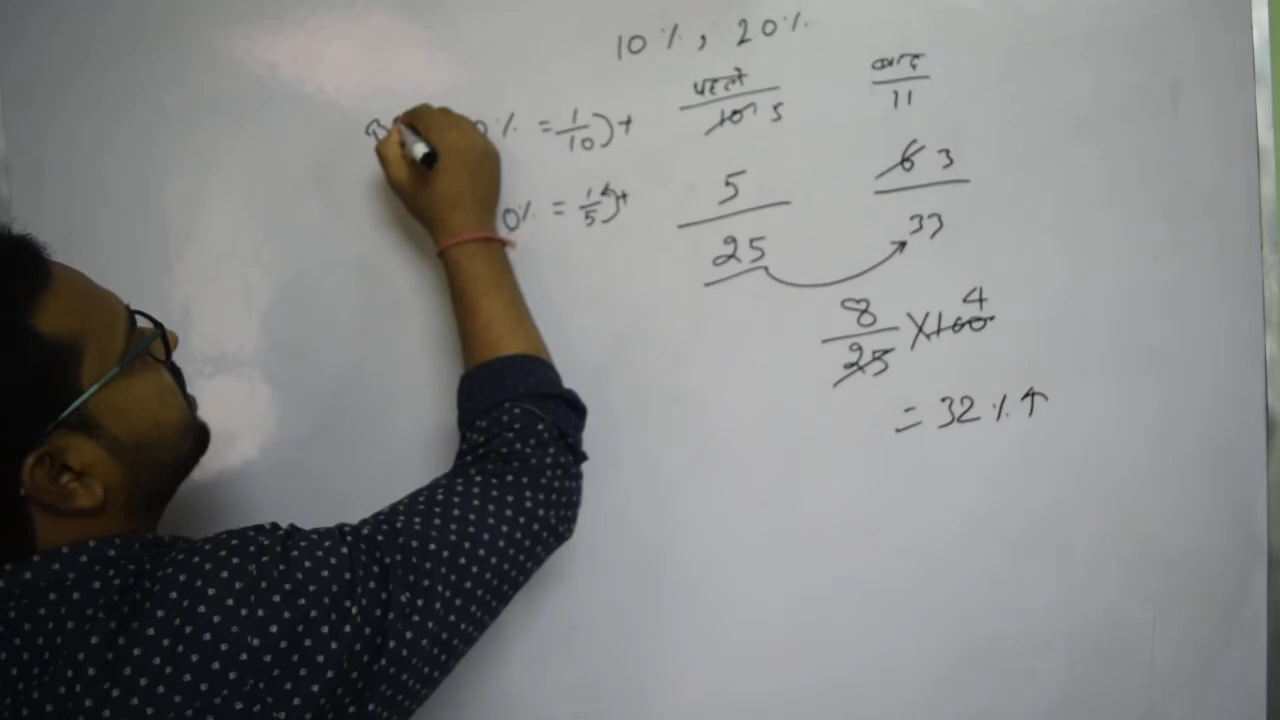 10%, 20%
पहले बाद
0% = 1/10)+ 10 5 11
0% = 1/5)+ 5 6 3
25 33
8/25 × 100 4
= 32% ↑